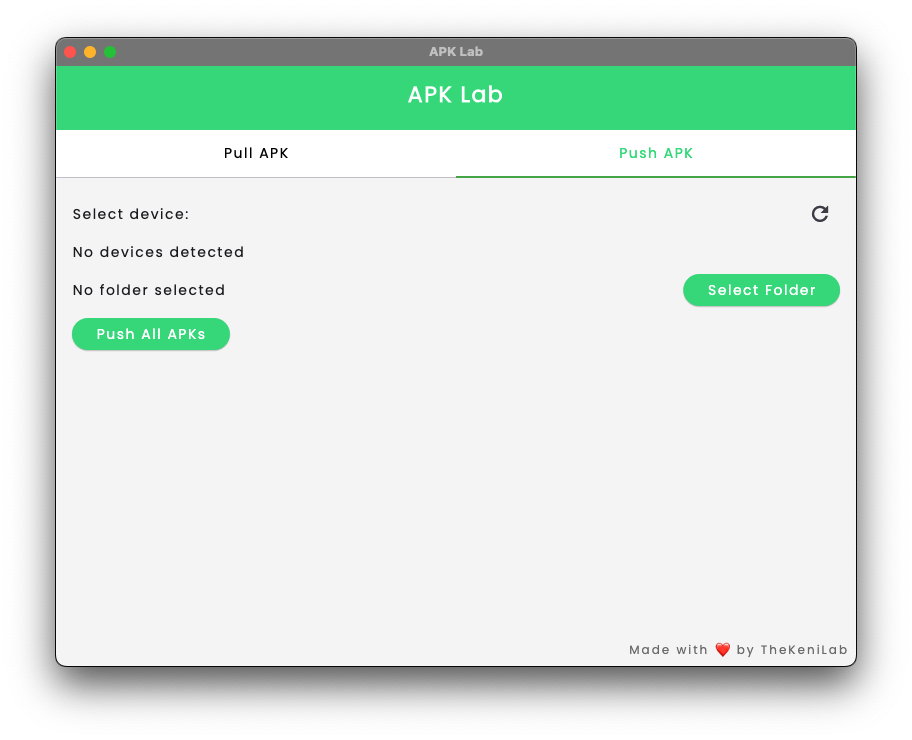 APK Lab
APK Lab
Pull APK
Push APK
Select device:
No devices detected
No folder selected
Select Folder
Push All APKs
Made with ❤️ by TheKeniLab